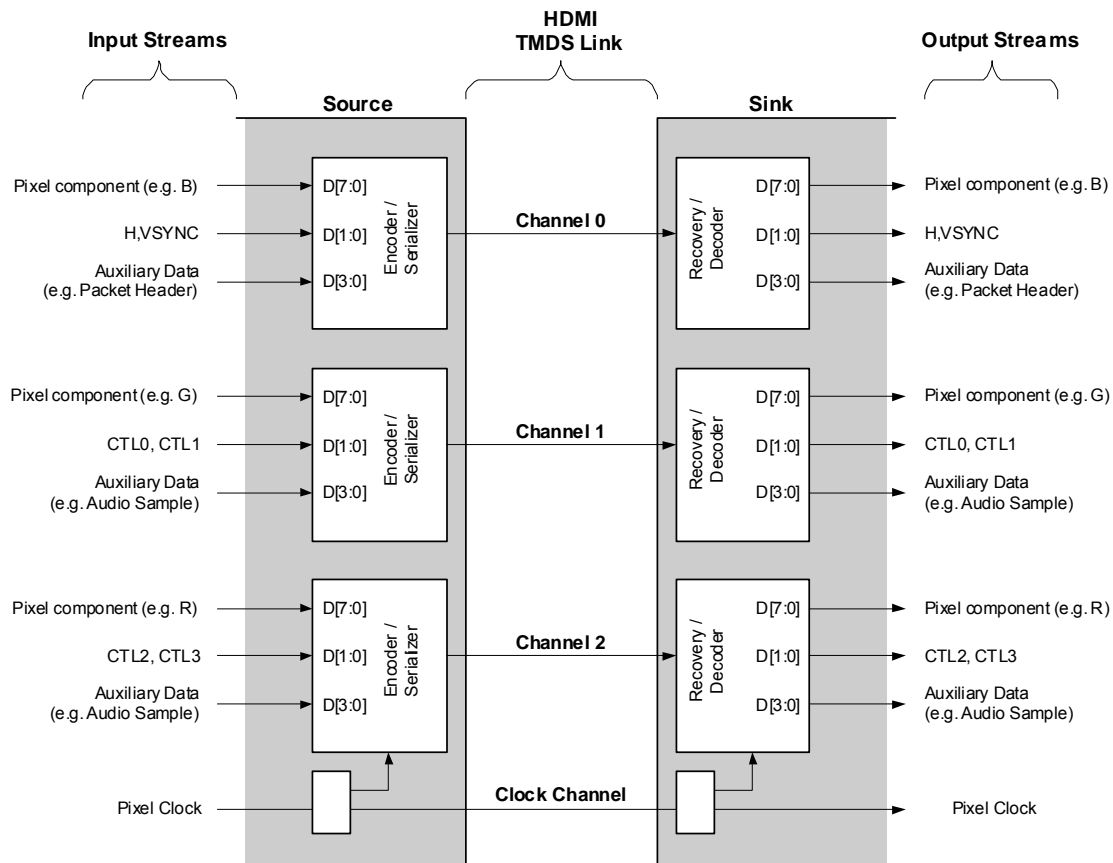 HDMI
TMDS Link
Input Streams
Output Streams
Source
Sink
Pixel component (e.g. B)
H,VSYNC
Auxiliary Data
(e.g. Packet Header)
D[7:0]
D[1:0]
D[3:0]
Encoder /
Serializer
Channel 0
Recovery /
Decoder
D[7:0]
D[1:0]
D[3:0]
Pixel component (e.g. B)
H,VSYNC
Auxiliary Data
(e.g. Packet Header)
Pixel component (e.g. G)
CTL0, CTL1
Auxiliary Data
(e.g. Audio Sample)
D[7:0]
D[1:0]
D[3:0]
Encoder /
Serializer
Channel 1
Recovery /
Decoder
D[7:0]
D[1:0]
D[3:0]
Pixel component (e.g. G)
CTL0, CTL1
Auxiliary Data
(e.g. Audio Sample)
Pixel component (e.g. R)
CTL2, CTL3
Auxiliary Data
(e.g. Audio Sample)
D[7:0]
D[1:0]
D[3:0]
Encoder /
Serializer
Channel 2
Recovery /
Decoder
D[7:0]
D[1:0]
D[3:0]
Pixel component (e.g. R)
CTL2, CTL3
Auxiliary Data
(e.g. Audio Sample)
Pixel Clock
Clock Channel
Pixel Clock